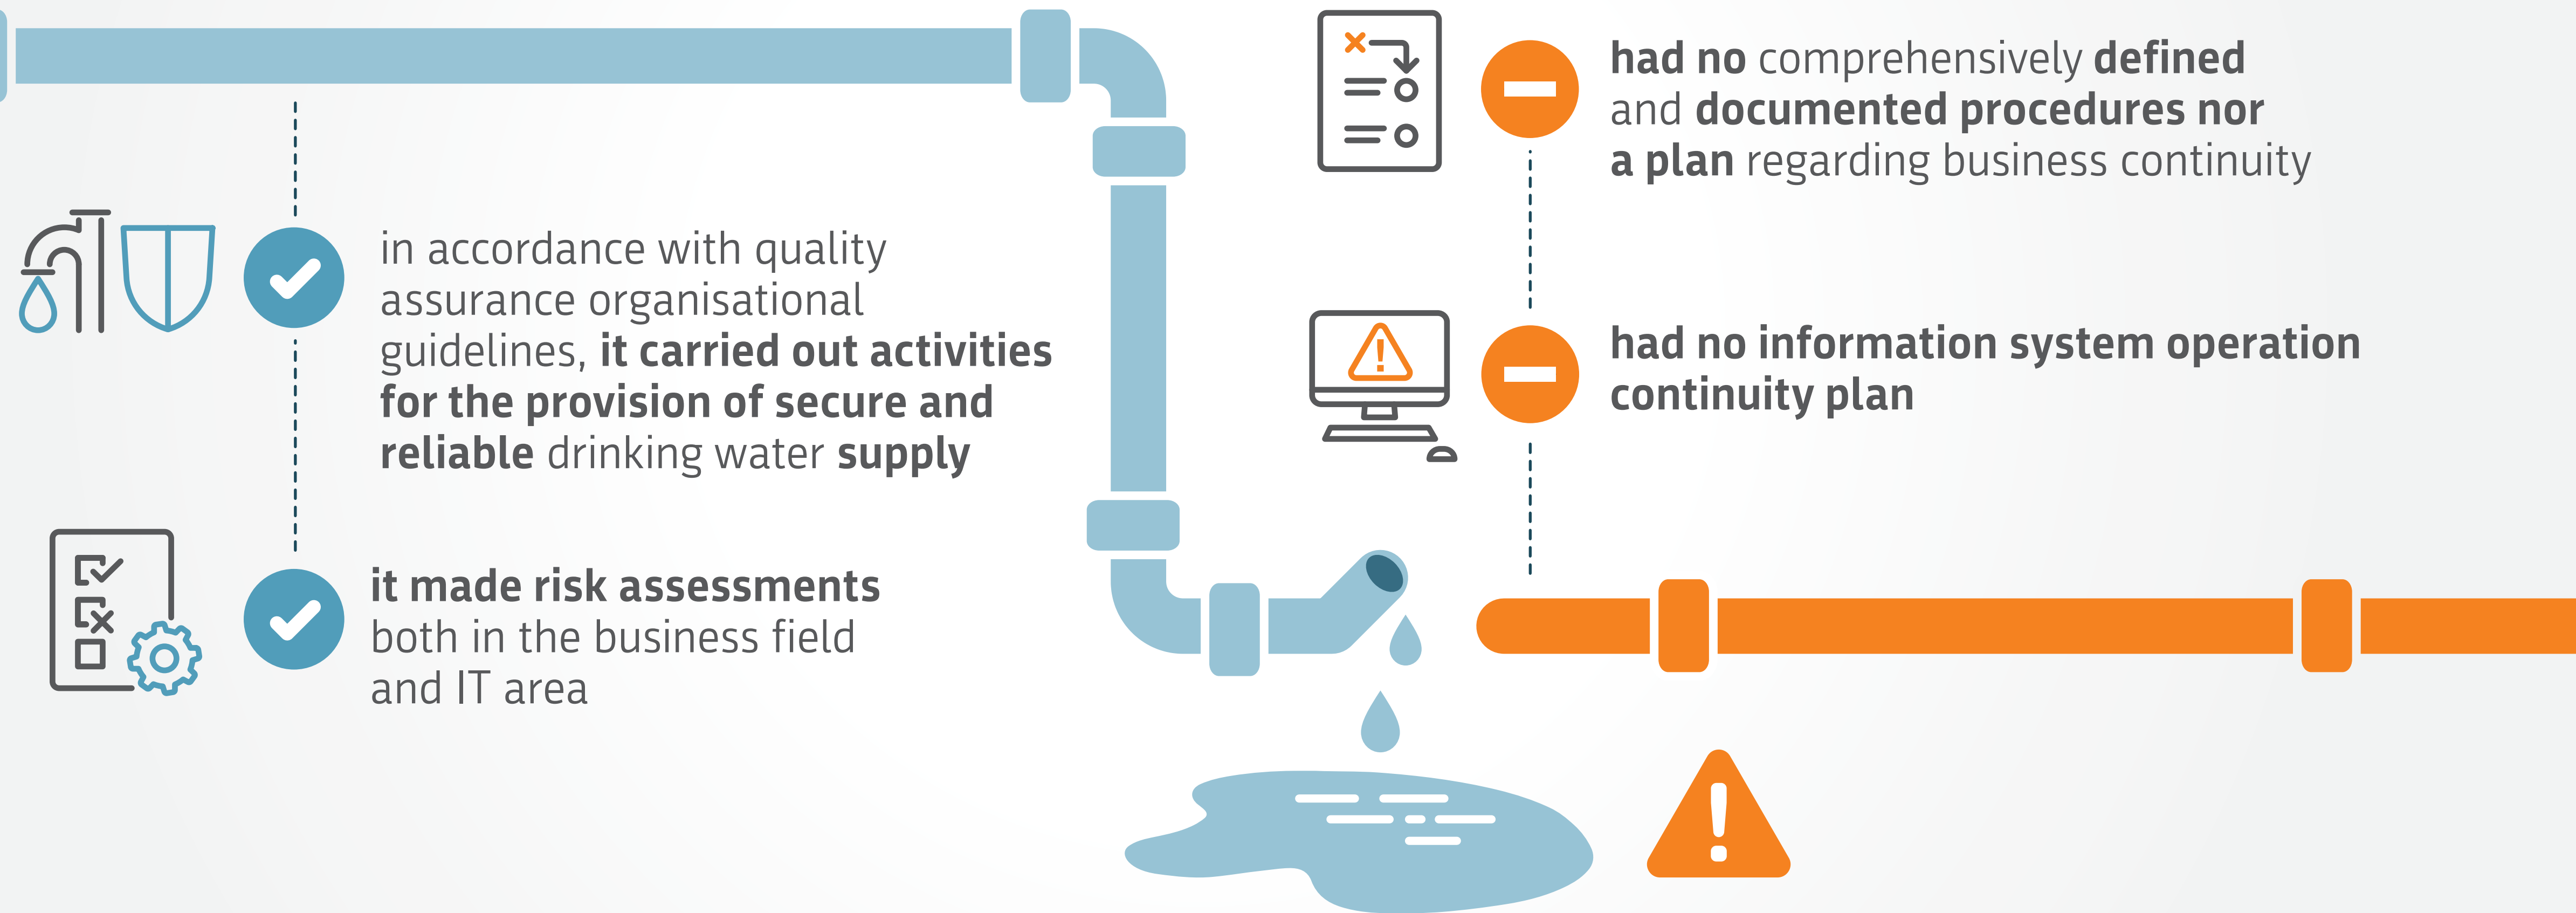 in accordance with quality
assurance organisational
guidelines, it carried out activities
for the provision of secure and
reliable drinking water supply
it made risk assessments
both in the business field
and IT area
had no comprehensively defined
and documented procedures nor
a plan regarding business continuity
had no information system operation
continuity plan